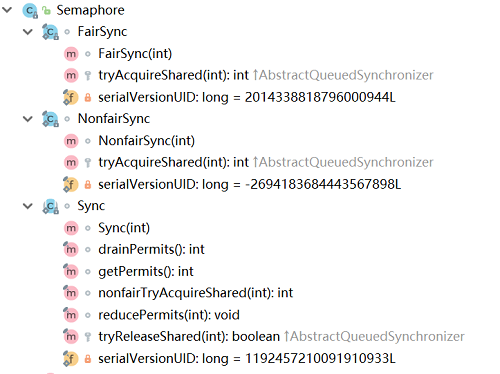 Semaphore
FairSync
FairSync(int)
tryAcquireShared(int): int ↑AbstractQueuedSynchronizer
serialVersionUID: long = 2014338818796000944L
NonfairSync
NonfairSync(int)
tryAcquireShared(int): int ↑AbstractQueuedSynchronizer
serialVersionUID: long = -2694183684443567898L
Sync
Sync(int)
drainPermits(): int
getPermits(): int
nonfairTryAcquireShared(int): int
reducePermits(int): void
tryReleaseShared(int): boolean ↑AbstractQueuedSynchronizer
serialVersionUID: long = 1192457210091910933L